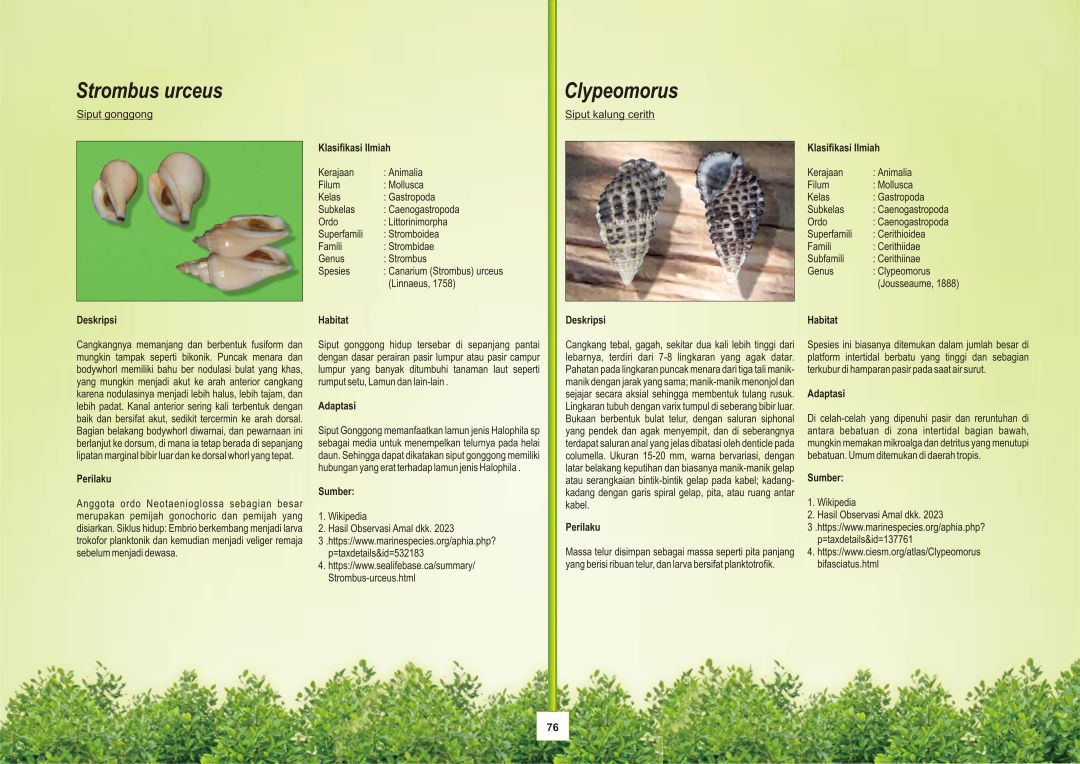 Strombus urceus
Siput gonggong
Klasifikasi Ilmiah
Kerajaan : Animalia
Filum : Mollusca
Kelas : Gastropoda
Subkelas : Caenogastropoda
Ordo : Littorinimorpha
Superfamili : Stromboidea
Famili : Strombidae
Genus : Strombus
Spesies : Canarium (Strombus) urceus
(Linnaeus, 1758)
Deskripsi
Cangkangnya memanjang dan berbentuk fusiform dan
mungkin tampak seperti bikonik. Puncak menara dan
bodywhorl memiliki bahu ber nodulasi bulat yang khas,
yang mungkin menjadi akut ke arah anterior cangkang
karena nodulasinya menjadi lebih halus, lebih tajam, dan
lebih padat. Kanal anterior sering kali terbentuk dengan
baik dan bersifat akut, sedikit tercermin ke arah dorsal.
Bagian belakang bodywhorl diwarnai, dan pewarnaan ini
berlanjut ke dorsum, di mana ia tetap berada di sepanjang
lipatan marginal bibir luar dan ke dorsal whorl yang tepat.
Perilaku
Anggota ordo Neotaenioglossa sebagian besar
merupakan pemijah gonochoric dan pemijah yang
disiarkan. Siklus hidup: Embrio berkembang menjadi larva
trokofor planktonik dan kemudian menjadi veliger remaja
sebelum menjadi dewasa.
Habitat
Siput gonggong hidup tersebar di sepanjang pantai
dengan dasar perairan pasir lumpur atau pasir campur
lumpur yang banyak ditumbuhi tanaman laut seperti
rumput setu, Lamun dan lain-lain .
Adaptasi
Siput Gonggong memanfaatkan lamun jenis Halophila sp
sebagai media untuk menempelkan telurnya pada helai
daun. Sehingga dapat dikatakan siput gonggong memiliki
hubungan yang erat terhadap lamun jenis Halophila .
Sumber:
1. Wikipedia
2. Hasil Observasi Amal dkk. 2023
3 .https://www.marinespecies.org/aphia.php?
p=taxdetails&id=532183
4. https://www.sealifebase.ca/summary/
Strombus-urceus.html
Clypeomorus
Siput kalung cerith
Klasifikasi Ilmiah
Kerajaan : Animalia
Filum : Mollusca
Kelas : Gastropoda
Subkelas : Caenogastropoda
Ordo : Caenogastropoda
Superfamili : Cerithioidea
Famili : Cerithiidae
Subfamili : Cerithiinae
Genus : Clypeomorus
(Jousseaume, 1888)
Deskripsi
Cangkang tebal, gagah, sekitar dua kali lebih tinggi dari
lebarnya, terdiri dari 7-8 lingkaran yang agak datar.
Pahatan pada lingkaran puncak menara dari tiga tali manik-
manik dengan jarak yang sama; manik-manik menonjol dan
sejajar secara aksial sehingga membentuk tulang rusuk.
Lingkaran tubuh dengan varix tumpul di seberang bibir luar.
Bukaan berbentuk bulat telur, dengan saluran siphonal
yang pendek dan agak menyempit, dan di seberangnya
terdapat saluran anal yang jelas dibatasi oleh denticle pada
columella. Ukuran 15-20 mm, warna bervariasi, dengan
latar belakang keputihan dan biasanya manik-manik gelap
atau serangkaian bintik-bintik gelap pada kabel; kadang-
kadang dengan garis spiral gelap, pita, atau ruang antar
kabel.
Perilaku
Massa telur disimpan sebagai massa seperti pita panjang
yang berisi ribuan telur, dan larva bersifat planktotrofik.
Habitat
Spesies ini biasanya ditemukan dalam jumlah besar di
platform intertidal berbatu yang tinggi dan sebagian
terkubur di hamparan pasir pada saat air surut.
Adaptasi
Di celah-celah yang dipenuhi pasir dan reruntuhan di
antara bebatuan di zona intertidal bagian bawah,
mungkin memakan mikroalga dan detritus yang menutupi
bebatuan. Umum ditemukan di daerah tropis.
Sumber:
1. Wikipedia
2. Hasil Observasi Amal dkk. 2023
3 .https://www.marinespecies.org/aphia.php?
p=taxdetails&id=137761
4. https://www.ciesm.org/atlas/Clypeomorus
bifasciatus.html
76